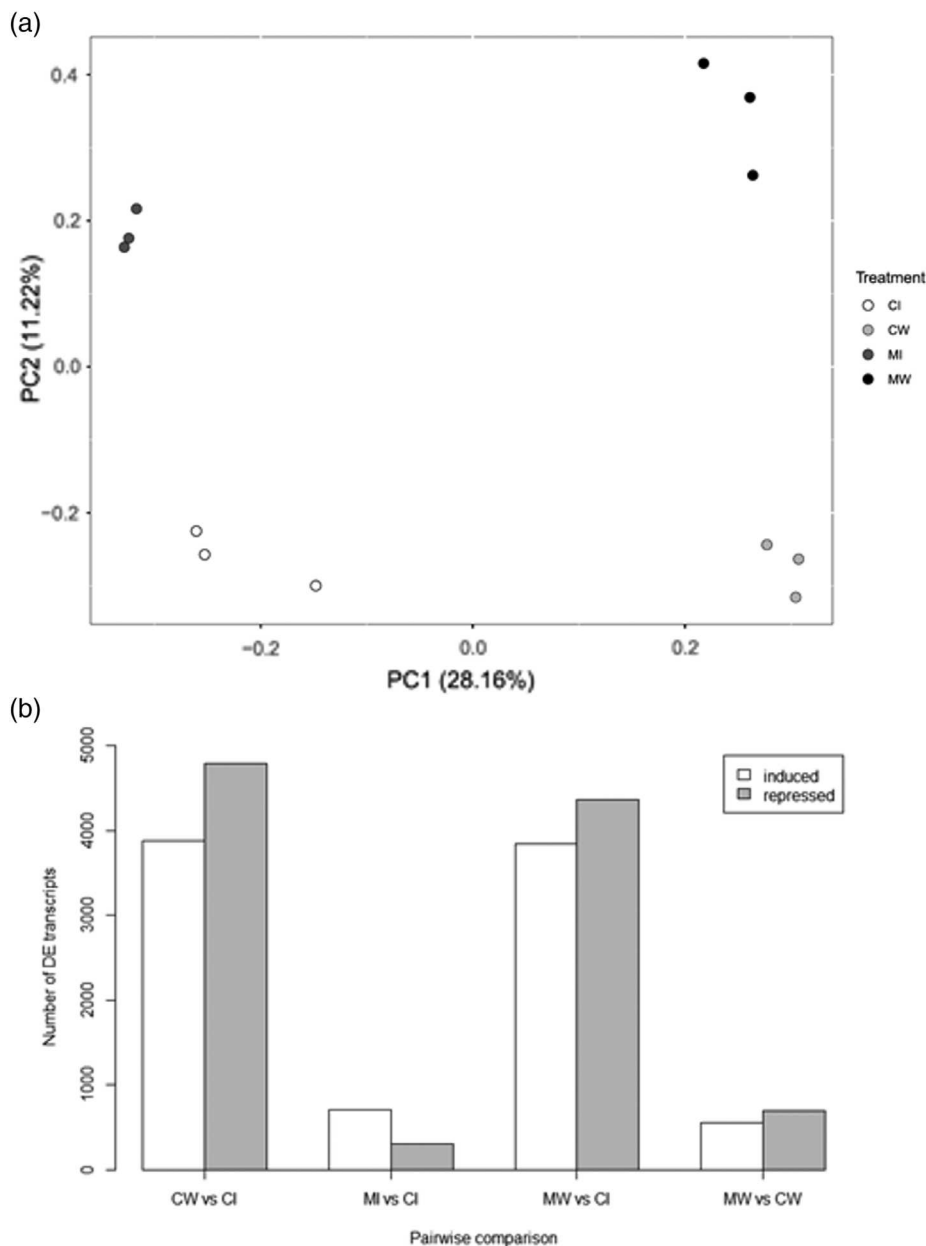 (a)
0.4
0.2
0.0
−0.2
PC2 (11.22%)
−0.2
0.0
0.2
PC1 (28.16%)
Treatment
CI
CW
MI
MW
(b)
5000
4000
3000
2000
1000
0
Number of DE transcripts
induced
repressed
CW vs CI
MI vs CI
MW vs CI
MW vs CW
Pairwise comparison